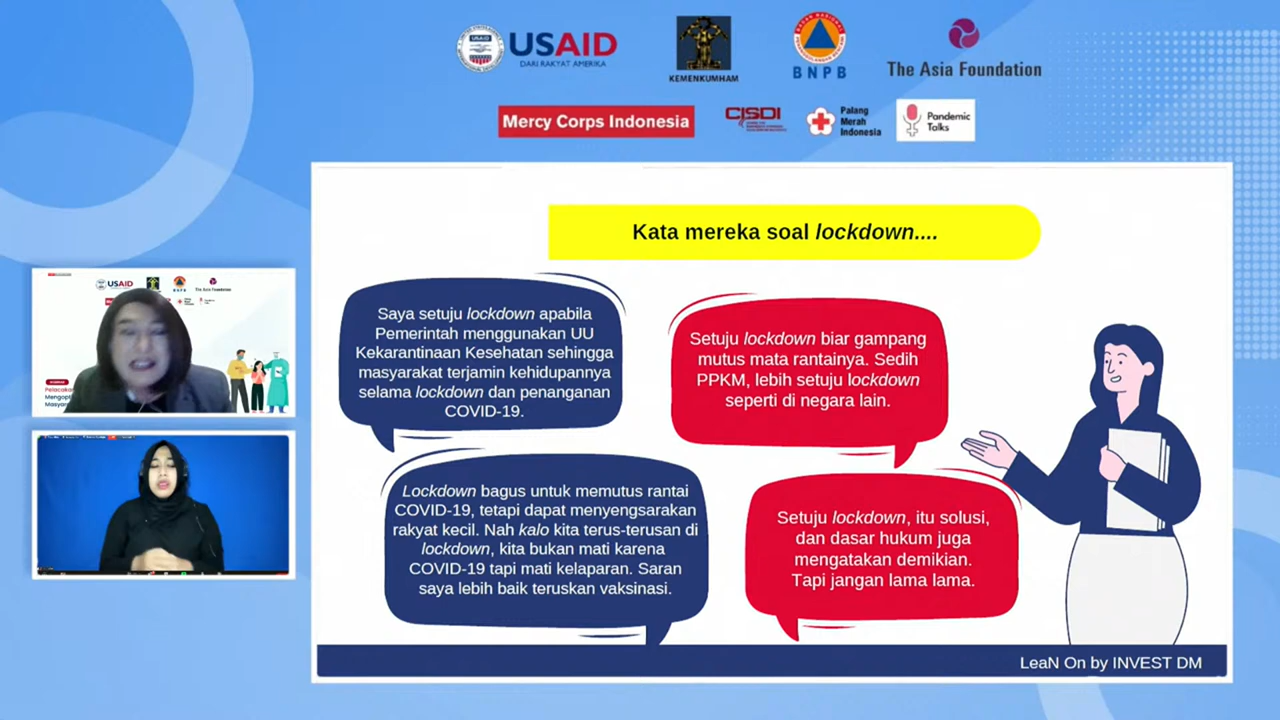 USAID
DARI RAKYAT AMERIKA
KEMENKUMHAM
BNPB
The Asia Foundation
Mercy Corps Indonesia
CISDI
Palang
Merah
Indonesia
Pandemic
Talks
Kata mereka soal lockdown....
Saya setuju lockdown apabila
Pemerintah menggunakan UU
Kekarantinaan Kesehatan sehingga
masyarakat terjamin kehidupannya
selama lockdown dan penanganan
COVID-19.
Setuju lockdown biar gampang
mutus mata rantainya. Sedih
PPKM, lebih setuju lockdown
seperti di negara lain.
Lockdown bagus untuk memutus rantai
COVID-19, tetapi dapat menyengsarakan
rakyat kecil. Nah kalo kita terus-terusan di
lockdown, kita bukan mati karena
COVID-19 tapi mati kelaparan. Saran
saya lebih baik teruskan vaksinasi.
Setuju lockdown, itu solusi,
dan dasar hukum juga
mengatakan demikian.
Tapi jangan lama lama.
LeaN On by INVEST DM
USAID
BNPB
The Asia Foundation
Pelacakan
Mengopti
Masyar